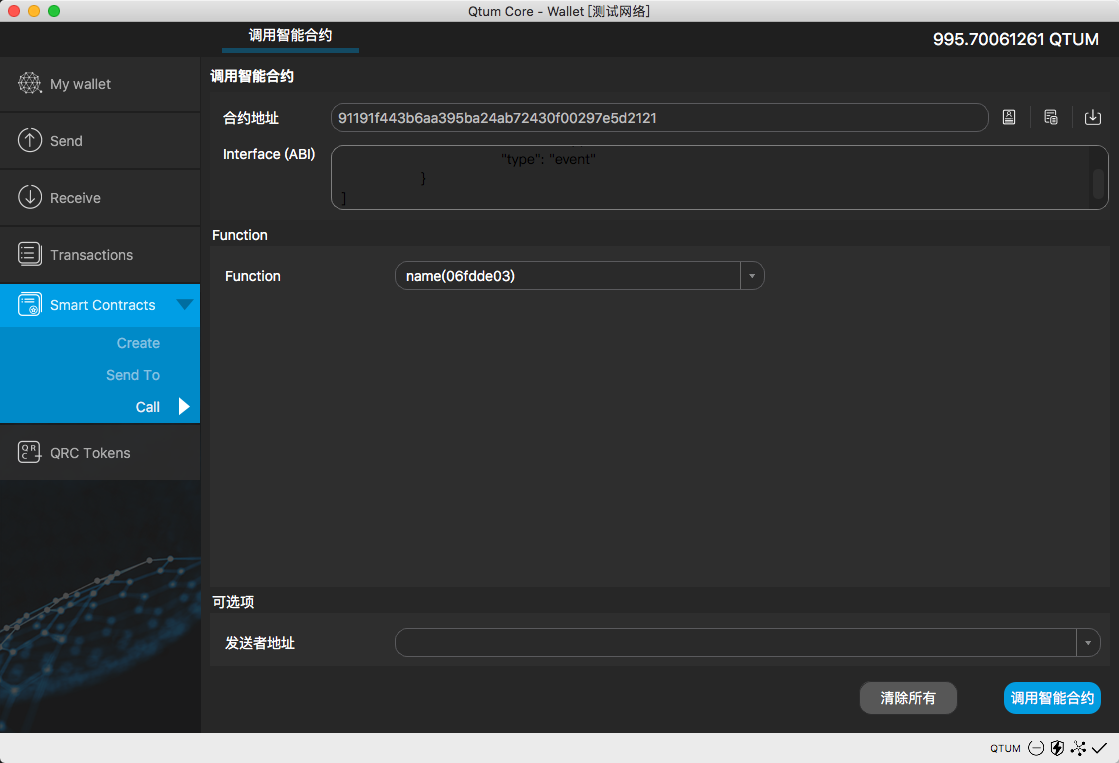 Qtum Core - Wallet [测试网络]
调用智能合约
995.70061261 QTUM
My wallet
Send
Receive
Transactions
Smart Contracts
Create
Send To
Call
QRC Tokens
调用智能合约
合约地址
91191f443b6aa395ba24ab72430f00297e5d2121
Interface (ABI)
"type": "event"
}
]
Function
Function
name(06fdde03)
可选项
发送者地址
清除所有
调用智能合约
QTUM